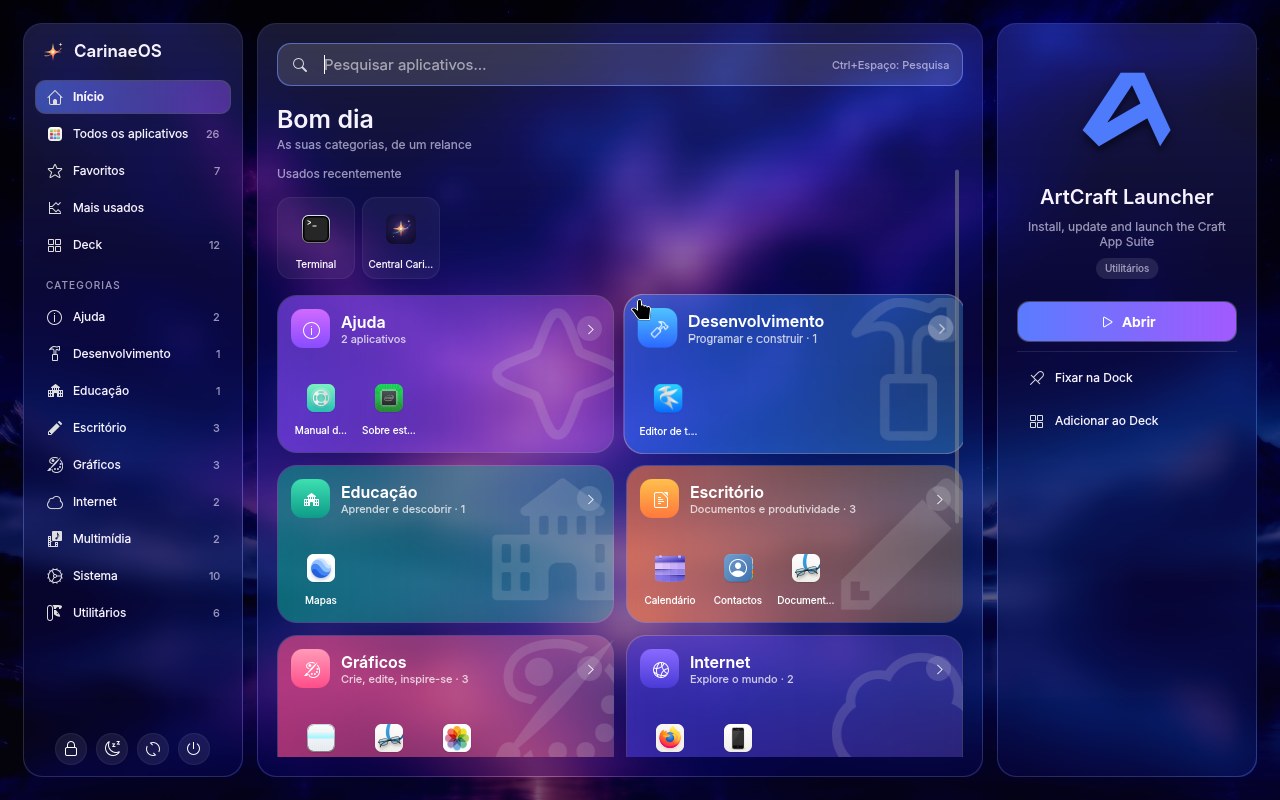 CarinaeOS
Início
Todos os aplicativos 26
Favoritos 7
Mais usados
Deck 12
CATEGORIAS
Ajuda 2
Desenvolvimento 1
Educação 1
Escritório 3
Gráficos 3
Internet 2
Multimídia 2
Sistema 10
Utilitários 6
Pesquisar aplicativos...
Ctrl+Espaço: Pesquisa
Bom dia
As suas categorias, de um relance
Usados recentemente
Terminal
Central Cari...
Ajuda
2 aplicativos
Manual d...
Sobre est...
Desenvolvimento
Programar e construir · 1
Editor de t...
Educação
Aprender e descobrir · 1
Mapas
Escritório
Documentos e produtividade · 3
Calendário
Contactos
Document...
Gráficos
Crie, edite, inspire-se · 3
Internet
Explore o mundo · 2
ArtCraft Launcher
Install, update and launch the Craft
App Suite
Utilitários
Abrir
Fixar na Dock
Adicionar ao Deck